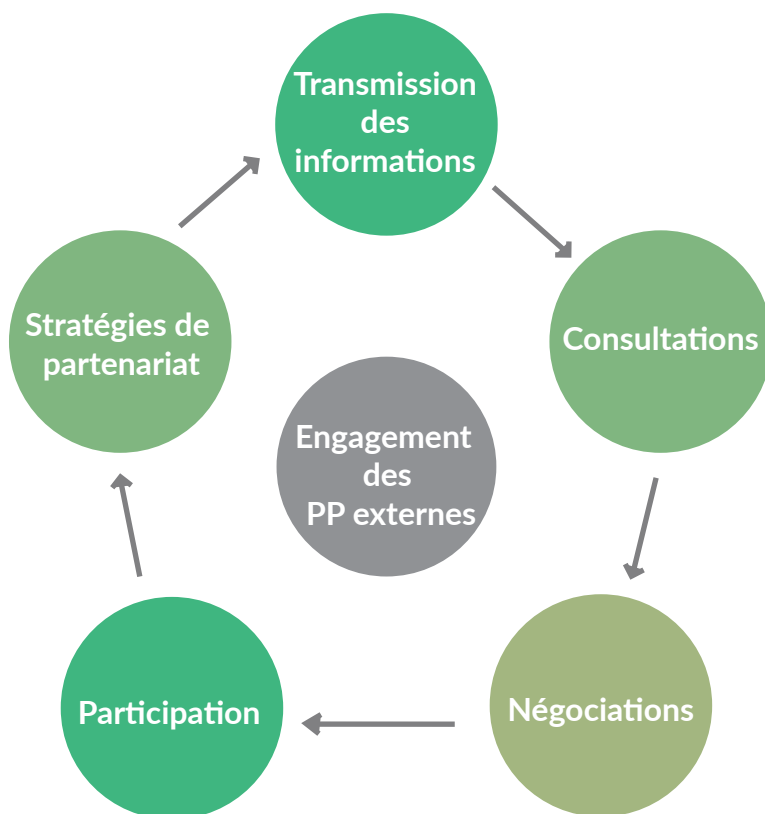 Transmission
des
informations
Consultations
Négociations
Participation
Stratégies de
partenariat
Engagement
des
PP externes